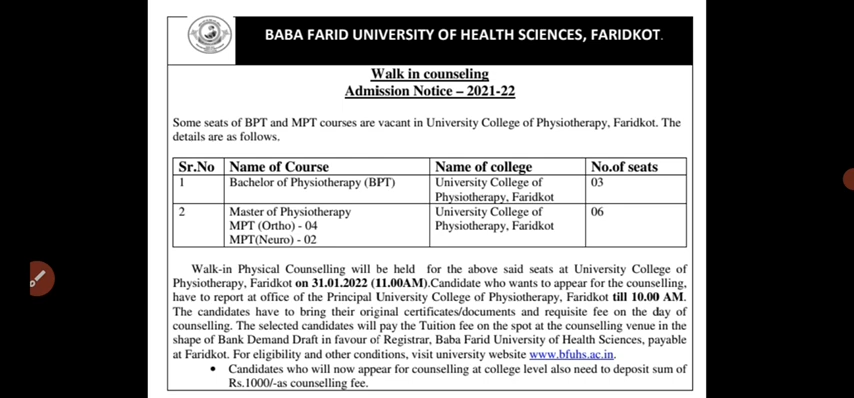 BABA FARID UNIVERSITY OF HEALTH SCIENCES, FARIDKOT.
Walk in counseling
Admission Notice – 2021-22
Some seats of BPT and MPT courses are vacant in University College of Physiotherapy, Faridkot. The
details are as follows.
Sr.No Name of Course Name of college No.of seats
1 Bachelor of Physiotherapy (BPT) University College of 03
Physiotherapy, Faridkot
2 Master of Physiotherapy University College of 06
MPT (Ortho) - 04 Physiotherapy, Faridkot
MPT(Neuro) - 02
Walk-in Physical Counselling will be held for the above said seats at University College of
Physiotherapy, Faridkot on 31.01.2022 (11.00AM).Candidate who wants to appear for the counselling,
have to report at office of the Principal University College of Physiotherapy, Faridkot till 10.00 AM.
The candidates have to bring their original certificates/documents and requisite fee on the day of
counselling. The selected candidates will pay the Tuition fee on the spot at the counselling venue in the
shape of Bank Demand Draft in favour of Registrar, Baba Farid University of Health Sciences, payable
at Faridkot. For eligibility and other conditions, visit university website www.bfuhs.ac.in.
• Candidates who will now appear for counselling at college level also need to deposit sum of
Rs.1000/-as counselling fee.